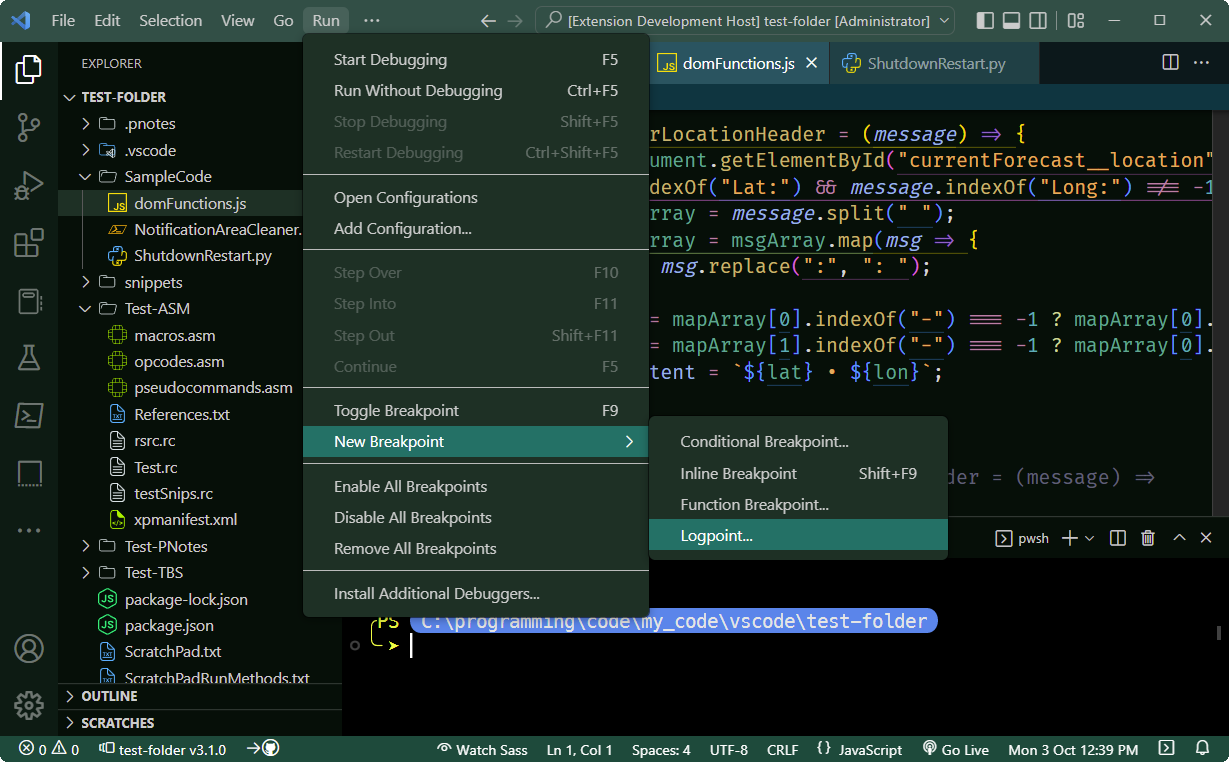 File Edit Selection View Go Run ··· [Extension Development Host] test-folder [Administrator]
EXPLORER
TEST-FOLDER
.pnotes
.vscode
SampleCode
domFunctions.js
NotificationAreaCleaner.
ShutdownRestart.py
snippets
Test-ASM
macros.asm
opcodes.asm
pseudocommands.asm
References.txt
rsrc.rc
Test.rc
testSnips.rc
xpmanifest.xml
Test-PNotes
Test-TBS
package-lock.json
package.json
ScratchPad.txt
ScratchPadRunMethods.txt
OUTLINE
SCRATCHES
Start Debugging F5
Run Without Debugging Ctrl+F5
Stop Debugging Shift+F5
Restart Debugging Ctrl+Shift+F5
Open Configurations
Add Configuration...
Step Over F10
Step Into F11
Step Out Shift+F11
Continue F5
Toggle Breakpoint F9
New Breakpoint
Enable All Breakpoints
Disable All Breakpoints
Remove All Breakpoints
Install Additional Debuggers...
Conditional Breakpoint...
Inline Breakpoint Shift+F9
Function Breakpoint...
Logpoint...
domFunctions.js ShutdownRestart.py
rLocationHeader = (message) => {
ument.getElementById("currentForecast__location"
dexOf("Lat:") && message.indexOf("Long:") !== -1
rray = message.split(" ");
rray = msgArray.map(msg => {
msg.replace(":", ": ");
= mapArray[0].indexOf("-") === -1 ? mapArray[0].
= mapArray[1].indexOf("-") === -1 ? mapArray[0].
tent = `${lat} • ${lon}`;
der = (message) =>
pwsh
PS C:\programming\code\my_code\vscode\test-folder
0 0 test-folder v3.1.0 Watch Sass Ln 1, Col 1 Spaces: 4 UTF-8 CRLF {} JavaScript Go Live Mon 3 Oct 12:39 PM